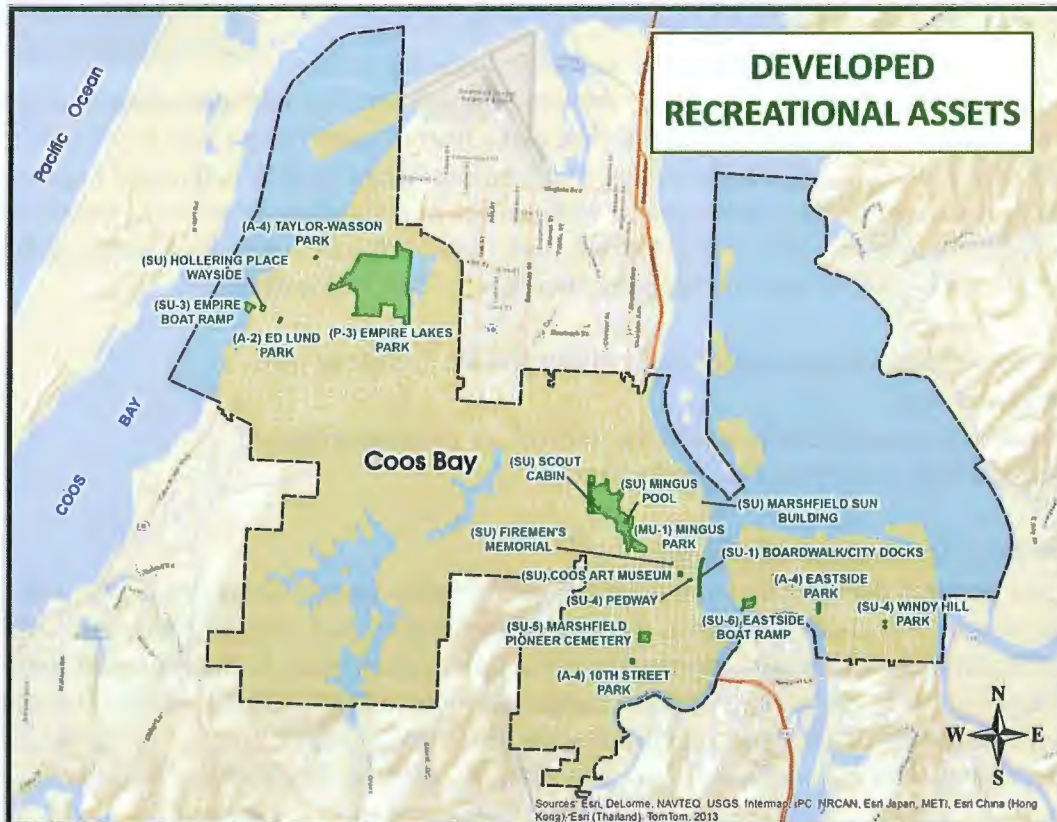 DEVELOPED
RECREATIONAL ASSETS
Pacific Ocean
(A-4) TAYLOR-WASSON
PARK
(SU) HOLLERING PLACE
WAYSIDE
(SU-3) EMPIRE
BOAT RAMP
(A-2) ED LUND
PARK
(P-3) EMPIRE LAKES
PARK
COOS
BAY
Coos Bay
(SU) SCOUT
CABIN
(SU) MINGUS
POOL
(SU) MARSHFIELD SUN
BUILDING
(MU-1) MINGUS
PARK
(SU) FIREMEN'S
MEMORIAL
(SU-1) BOARDWALK/CITY DOCKS
(SU) COOS ART MUSEUM
(A-4) EASTSIDE
PARK
(SU-4) PEDWAY
(SU-4) WINDY HILL
PARK
(SU-6) EASTSIDE
BOAT RAMP
(SU-5) MARSHFIELD
PIONEER CEMETERY
(A-4) 10TH STREET
PARK
N
W E
S
Sources: Esri, DeLorme, NAVTEQ, USGS, Intermap, iPC, NRCAN, Esri Japan, METI, Esri China (Hong
Kong), Esri (Thailand), TomTom, 2013